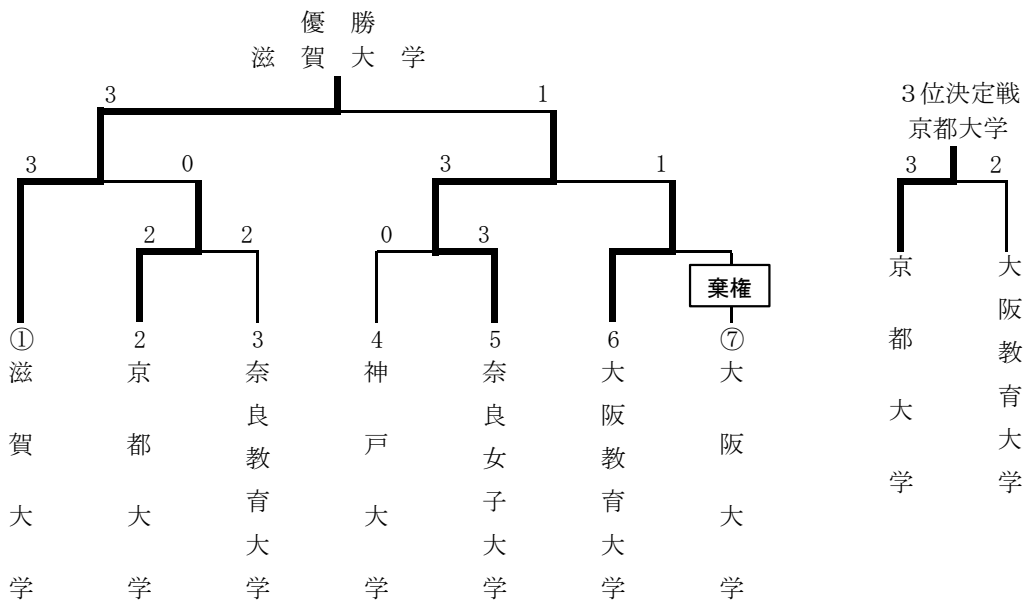 優勝
滋賀大学
3 1
3 0 3 1
2 2 0 3
棄権
① 2 3 4 5 6 ⑦
滋賀大学
京都大学
奈良教育大学
神戸大学
奈良女子大学
大阪教育大学
大阪大学
3位決定戦
京都大学
3 2
京都大学
大阪教育大学